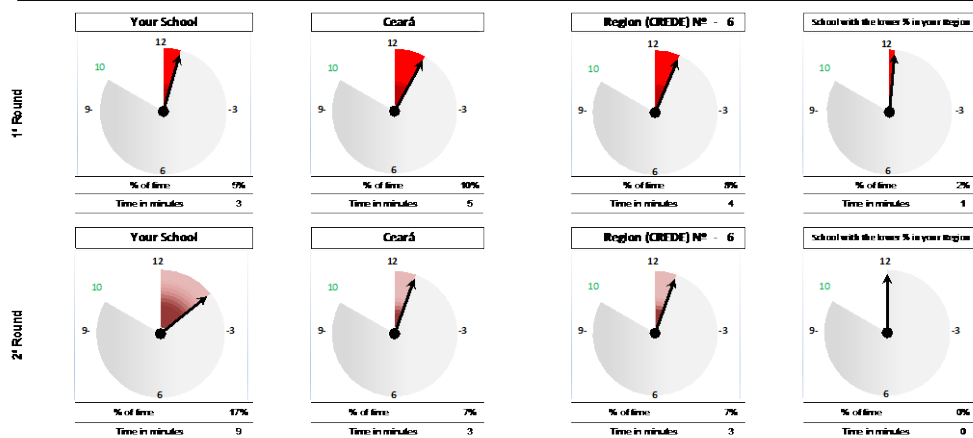 Your School
Ceará
Region (CREDE) Nº - 6
School with the lower % in your Region
1ª Round
12
10
9-
-3
6
12
10
9-
-3
6
12
10
9-
-3
6
12
10
9-
-3
6
% of time 5%
% of time 10%
% of time 8%
% of time 2%
Time in minutes 3
Time in minutes 5
Time in minutes 4
Time in minutes 1
Your School
Ceará
Region (CREDE) Nº - 6
School with the lower % in your Region
2ª Round
12
10
9-
-3
6
12
10
9-
-3
6
12
10
9-
-3
6
12
10
9-
-3
6
% of time 17%
% of time 7%
% of time 7%
% of time 0%
Time in minutes 9
Time in minutes 3
Time in minutes 3
Time in minutes 0